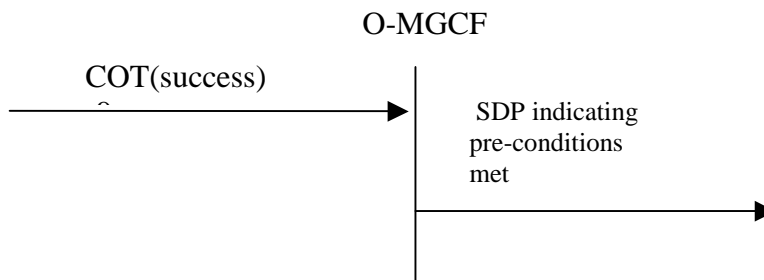 O-MGCF
COT(success)
SDP indicating
pre-conditions
met